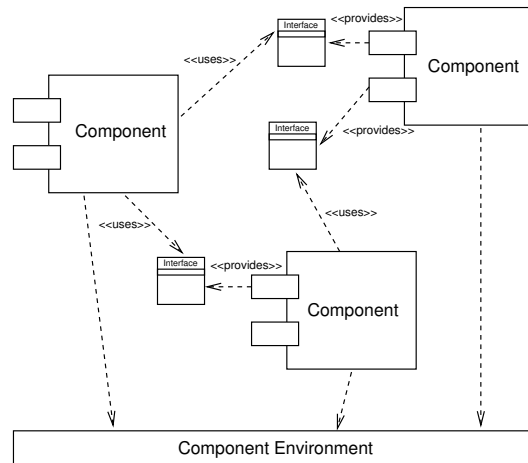 Interface
<<provides>>
<<uses>>
Component
Component
Interface
<<provides>>
<<uses>>
<<uses>>
Interface
<<provides>>
Component
Component Environment